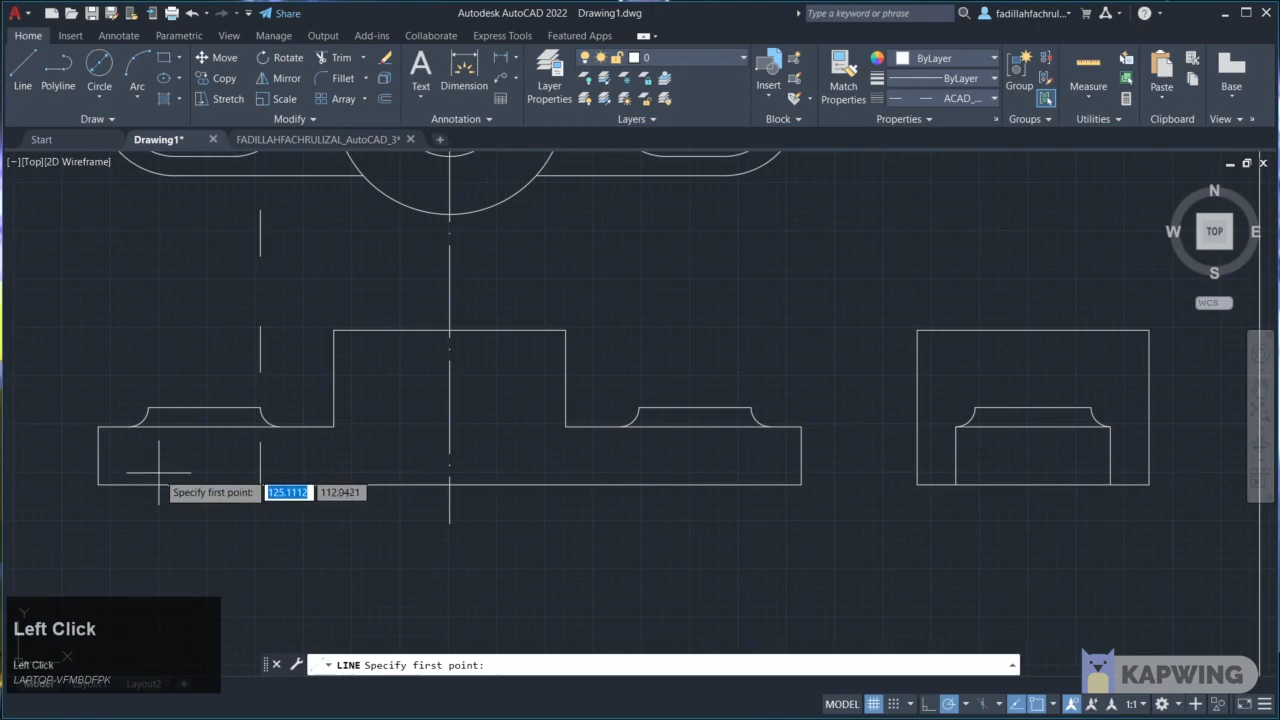 Share
Autodesk AutoCAD 2022 Drawing1.dwg
Type a keyword or phrase
fadillahfachrul...
Home Insert Annotate Parametric View Manage Output Add-ins Collaborate Express Tools Featured Apps
Line Polyline Circle Arc
Move Rotate Trim
Copy Mirror Fillet
Stretch Scale Array
Text Dimension
Layer Properties
0
Insert
Match Properties
ByLayer
ByLayer
ACAD_...
Group
Measure
Paste
Base
Draw Modify Annotation Layers Block Properties Groups Utilities Clipboard View
Start Drawing1* FADILLAHFACHRULIZAL_AutoCAD_3*
[−][Top][2D Wireframe]
N
W TOP E
S
WCS
Specify first point: 125.1112 112.0421
Y
Left Click
Left Click
X
LAPTOP-VFMBDFPK
LINE Specify first point:
KAPWING
Model Layout1 Layout2
MODEL 1:1